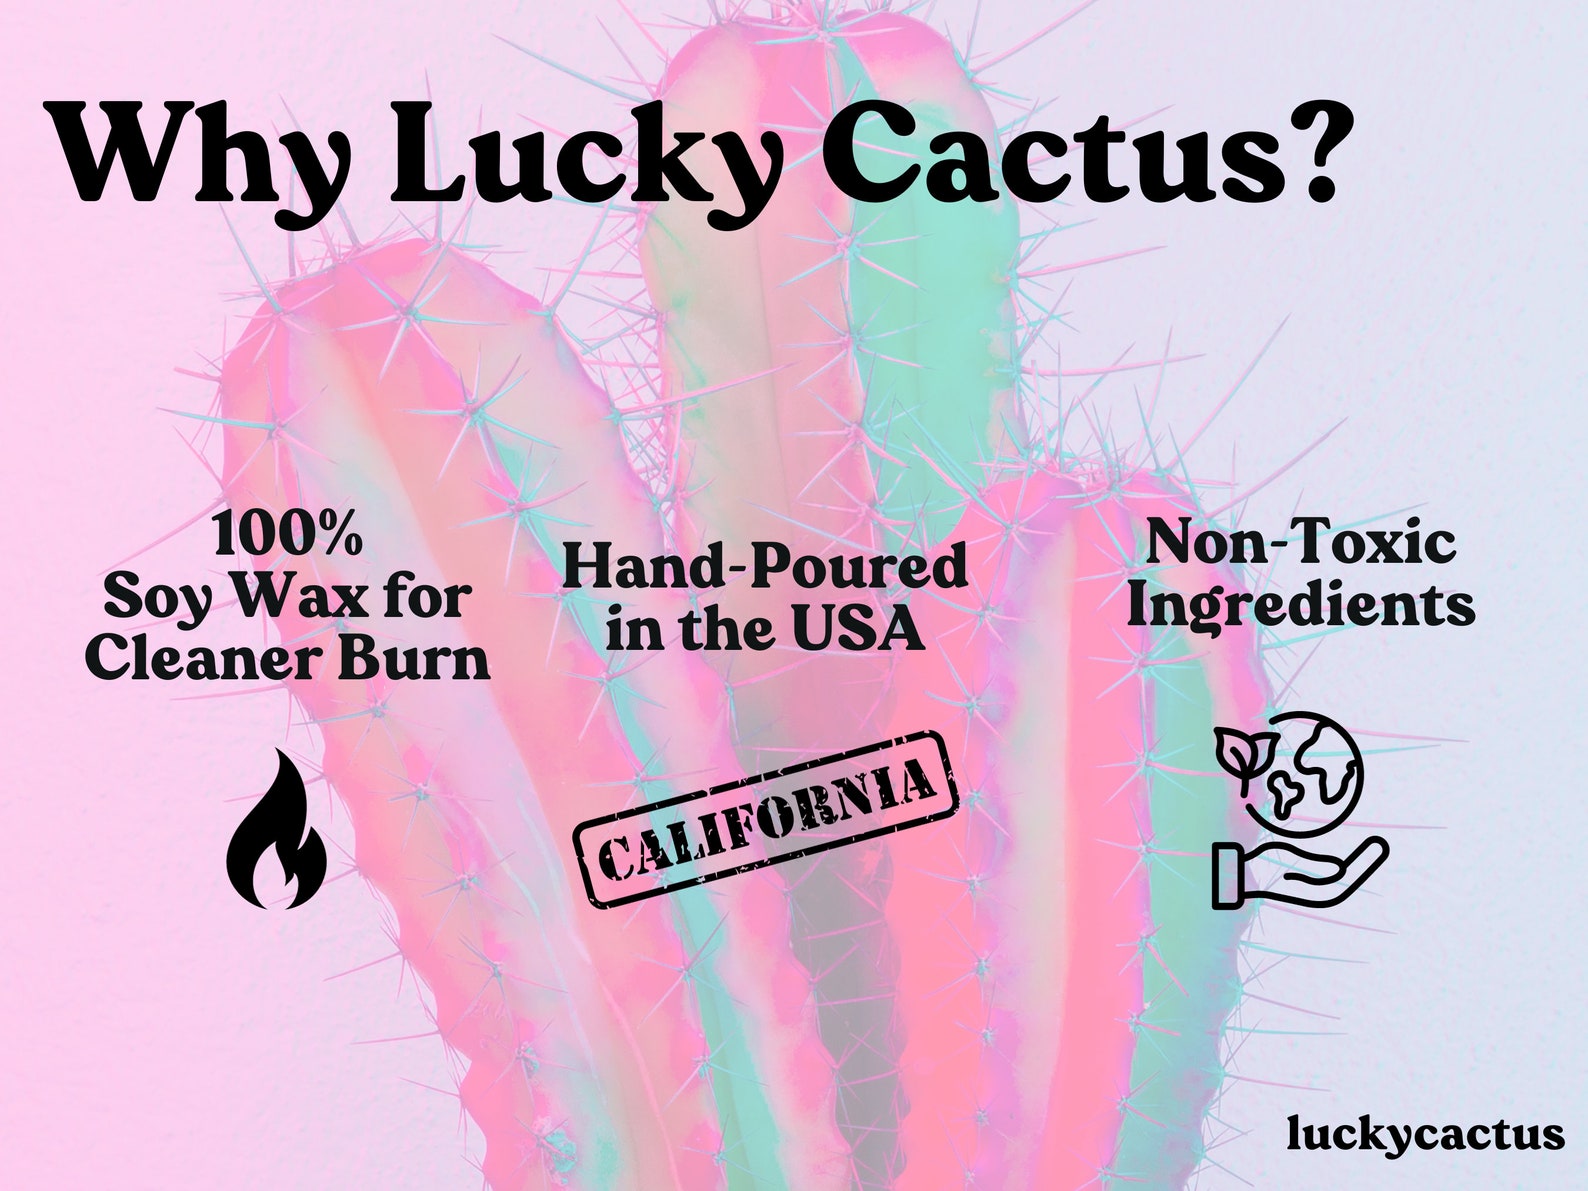 Why Lucky Cactus?
100%
Soy Wax for
Cleaner Burn
Hand-Poured
in the USA
CALIFORNIA
Non-Toxic
Ingredients
luckycactus